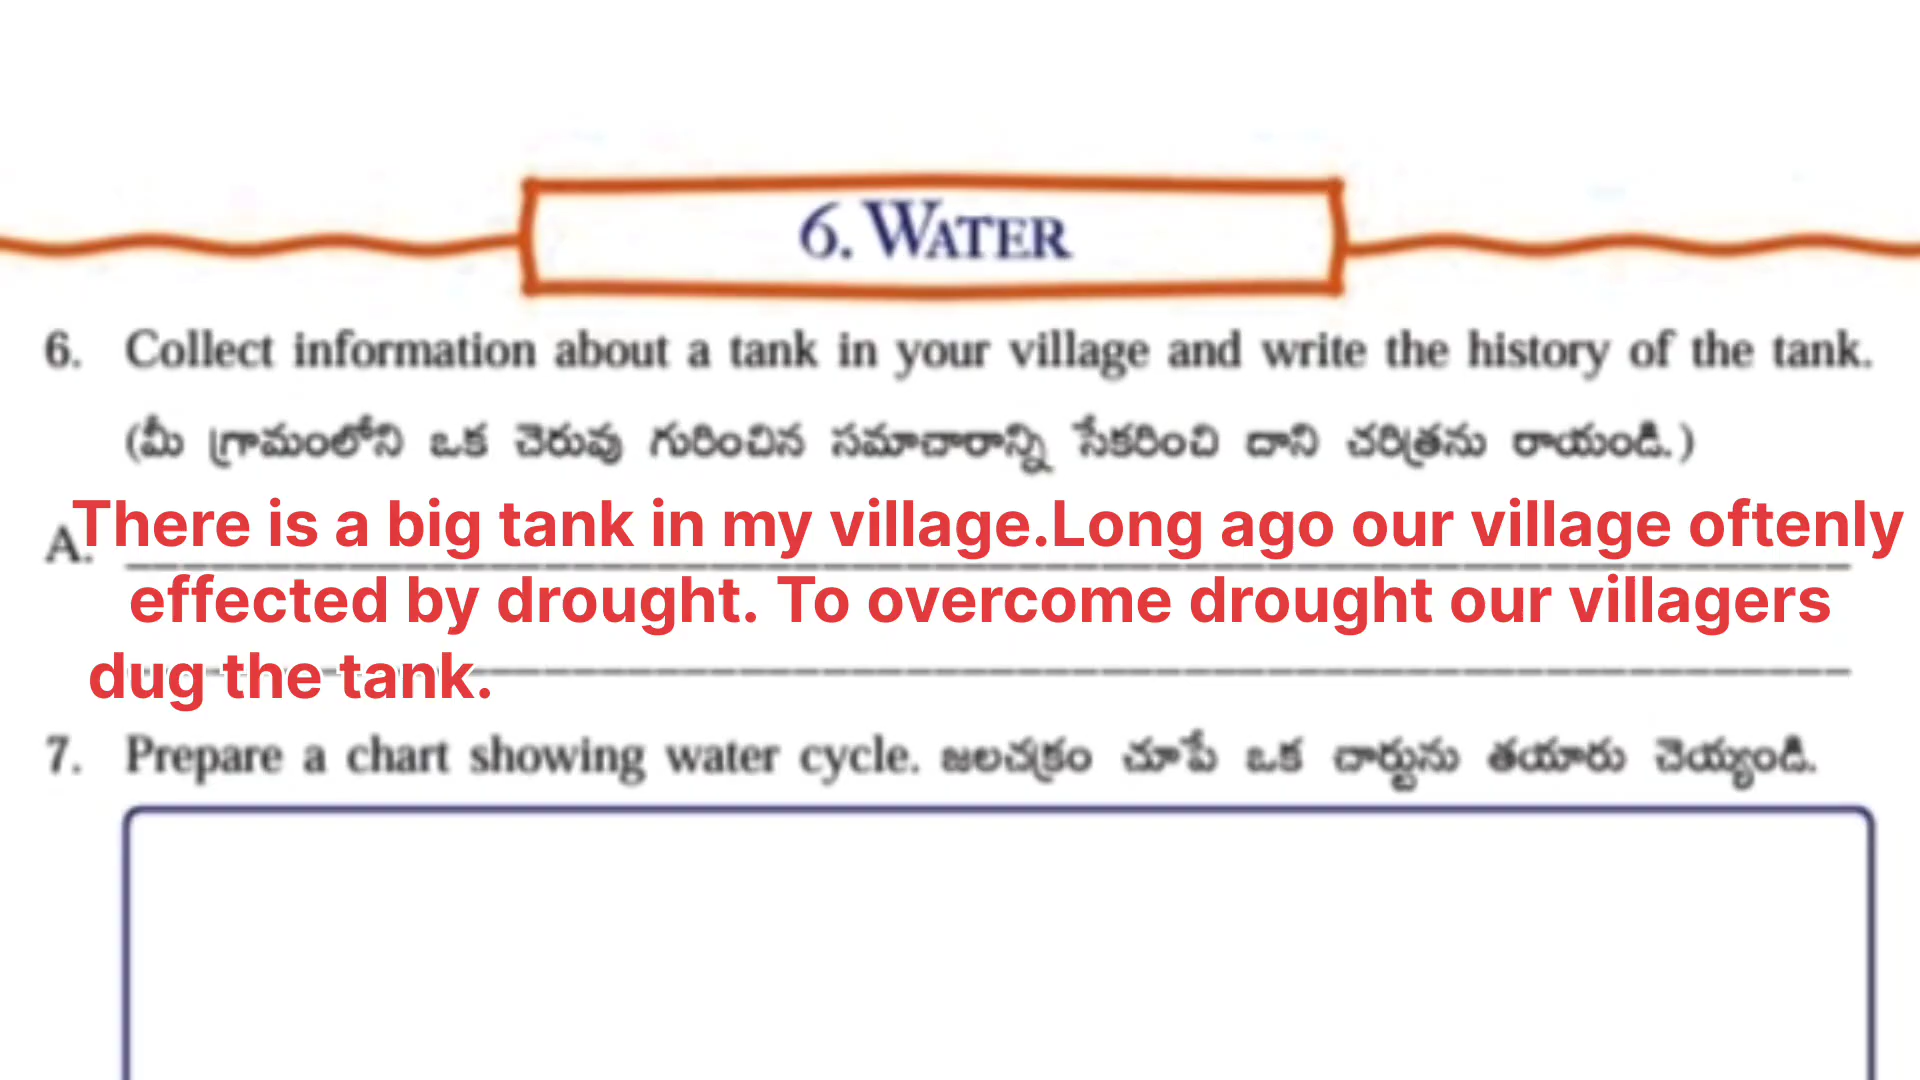 6. WATER
6. Collect information about a tank in your village and write the history of the tank.
(మీ గ్రామంలోని ఒక చెరువు గురించిన సమాచారాన్ని సేకరించి దాని చరిత్రను రాయండి.)
A. There is a big tank in my village.Long ago our village oftenly
effected by drought. To overcome drought our villagers
dug the tank.
7. Prepare a chart showing water cycle. జలచక్రం చూపే ఒక చార్టును తయారు చెయ్యండి.